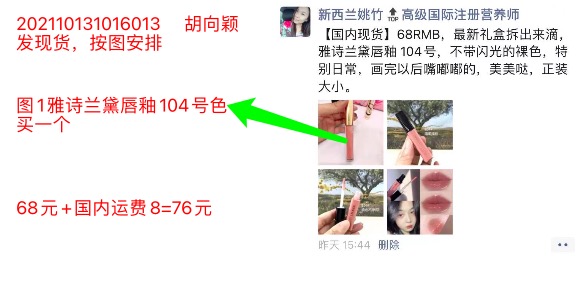 202110131016013 胡向颖
发现货，按图安排
图1雅诗兰黛唇釉104号色
买一个
68元+国内运费8=76元
新西兰姚竹🔝高级国际注册营养师
【国内现货】68RMB，最新礼盒拆出来滴，
雅诗兰黛唇釉104号，不带闪光的裸色，特
别日常，画完以后嘴嘟嘟的，美美哒，正装
大小。
昨天 15:44 删除